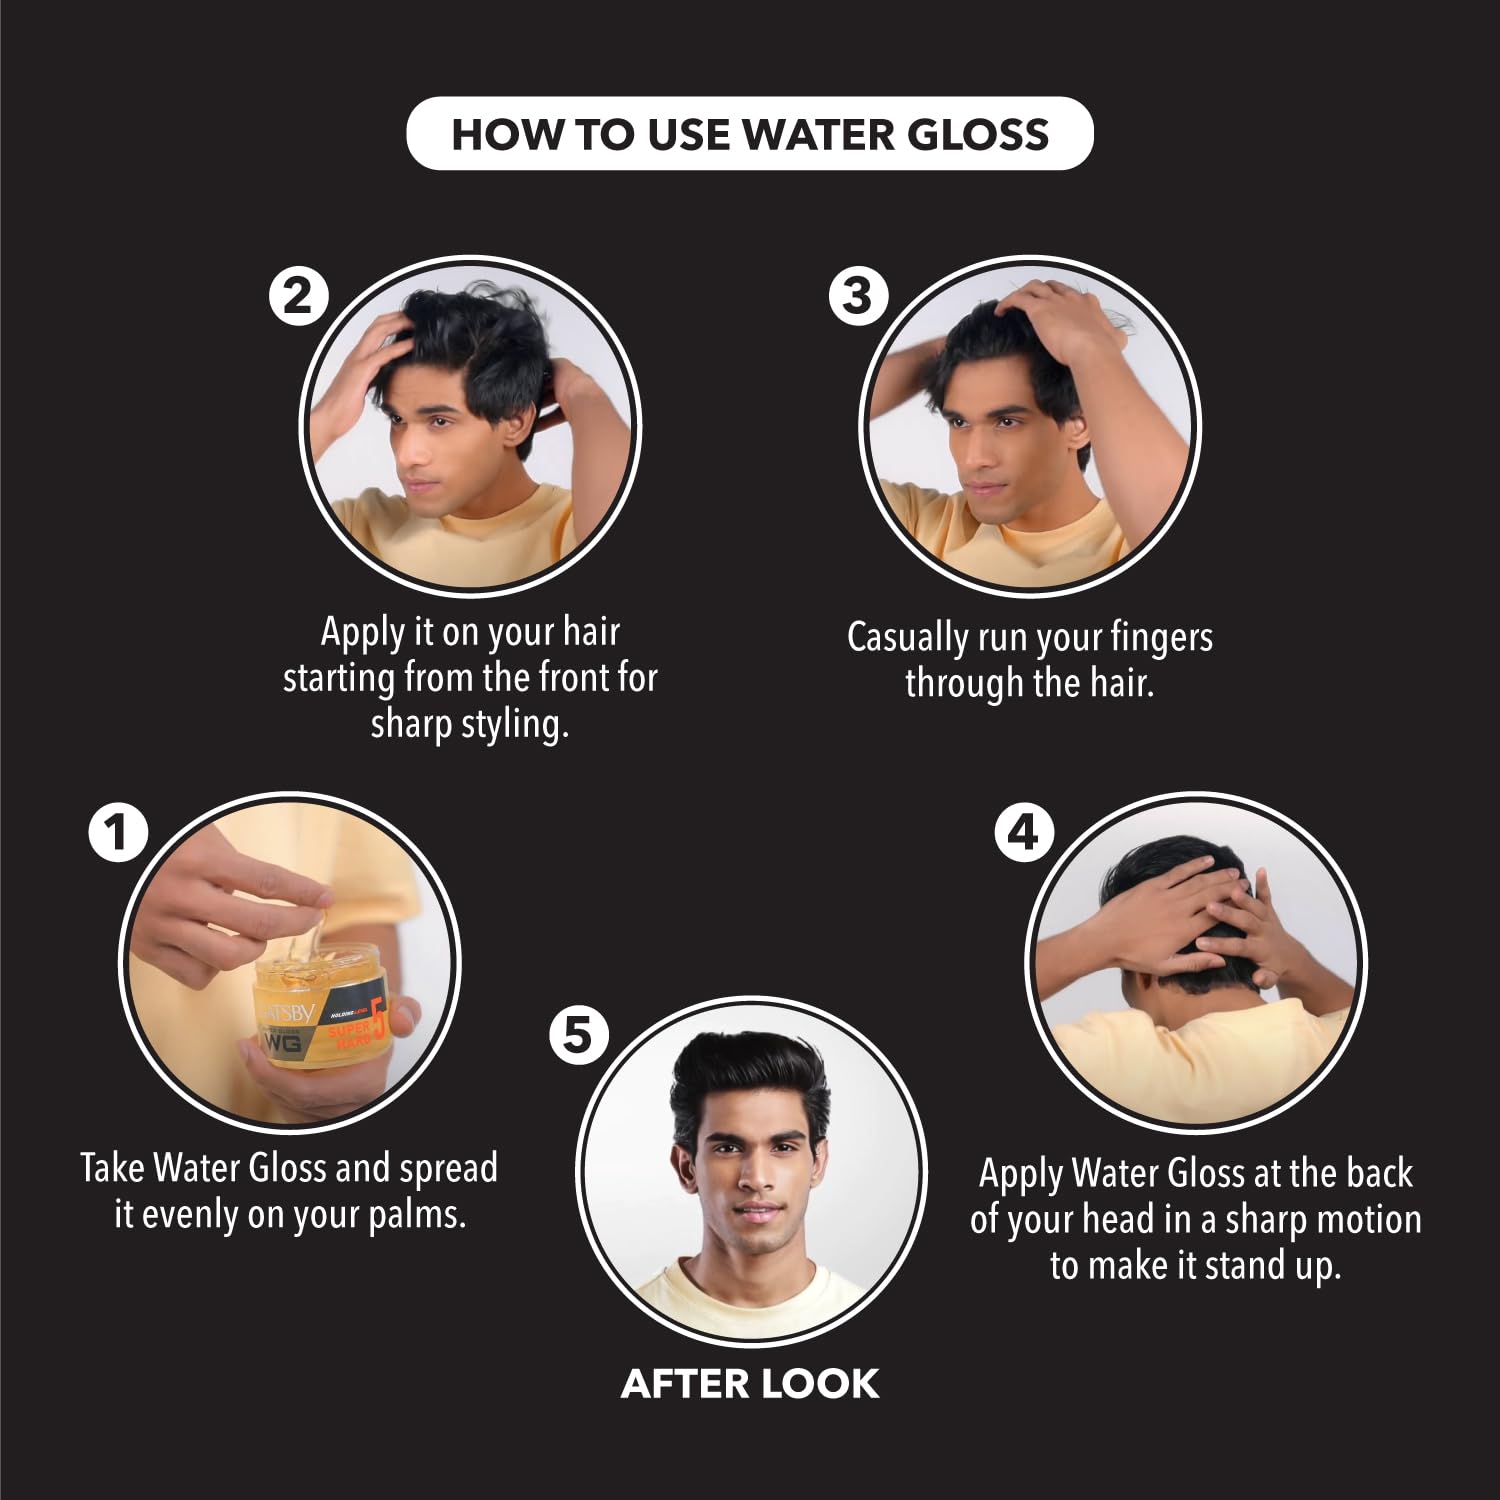 HOW TO USE WATER GLOSS
2
Apply it on your hair
starting from the front for
sharp styling.
3
Casually run your fingers
through the hair.
1
GATSBY
WATER GLOSS
WG
HOLDING LEVEL
5
SUPER
HARD
Take Water Gloss and spread
it evenly on your palms.
4
Apply Water Gloss at the back
of your head in a sharp motion
to make it stand up.
5
AFTER LOOK